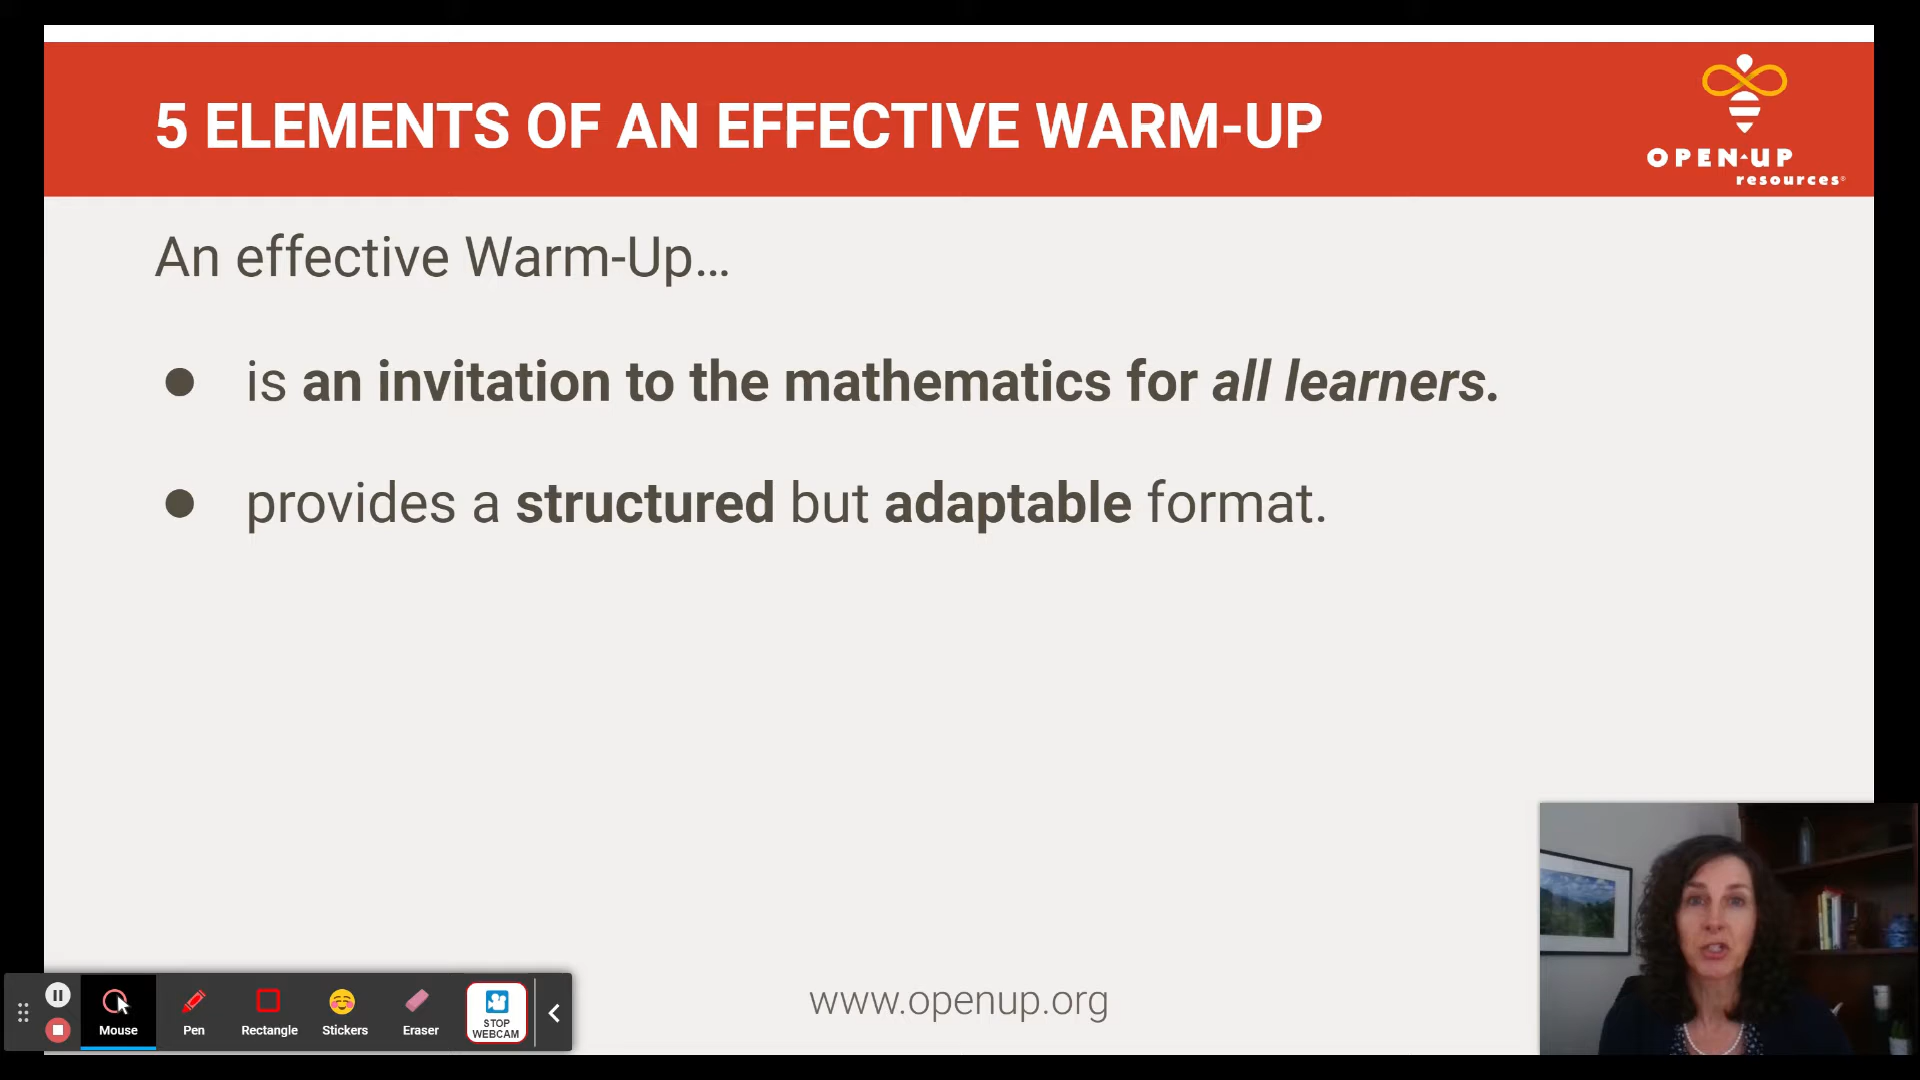 5 ELEMENTS OF AN EFFECTIVE WARM-UP
OPEN-UP
resources
An effective Warm-Up...
● is an invitation to the mathematics for all learners.
● provides a structured but adaptable format.
www.openup.org
Mouse
Pen
Rectangle
Stickers
Eraser
STOP
WEBCAM